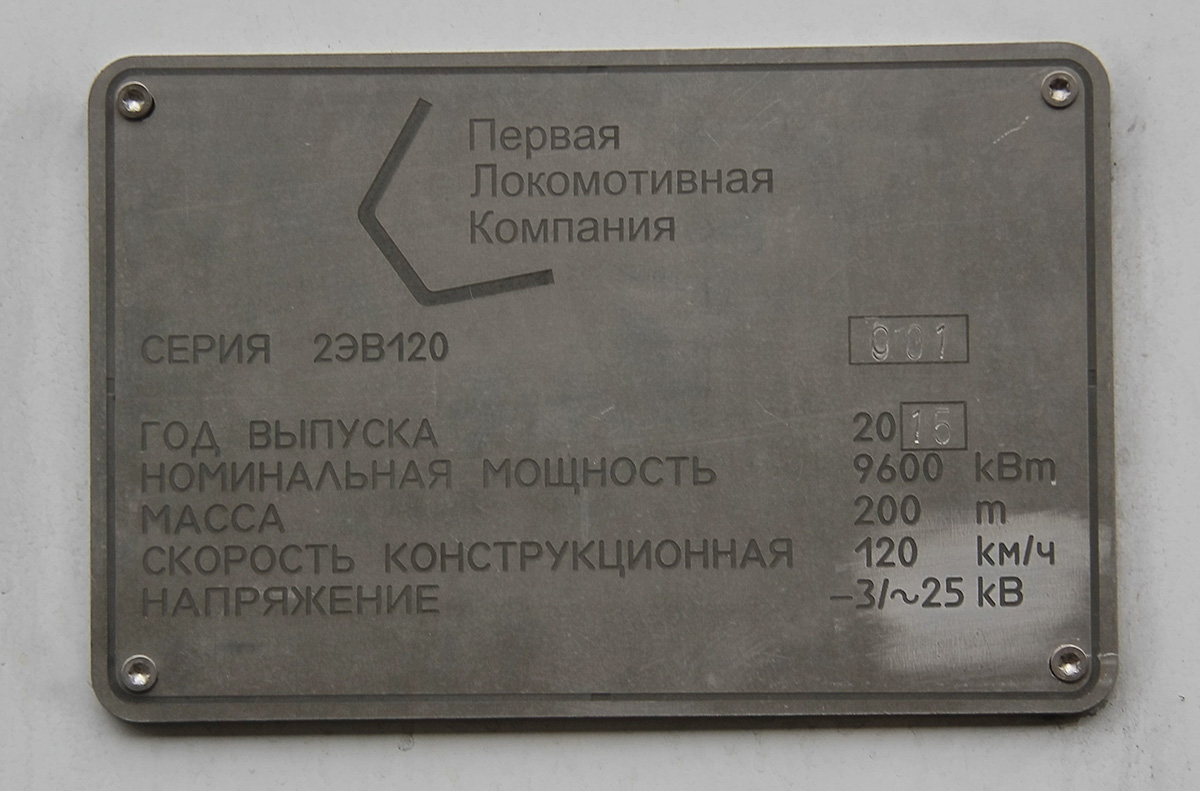 Первая
Локомотивная
Компания
СЕРИЯ 2ЭВ120 901
ГОД ВЫПУСКА 2015
НОМИНАЛЬНАЯ МОЩНОСТЬ 9600 кВт
МАССА 200 т
СКОРОСТЬ КОНСТРУКЦИОННАЯ 120 км/ч
НАПРЯЖЕНИЕ –3/~25 кВ